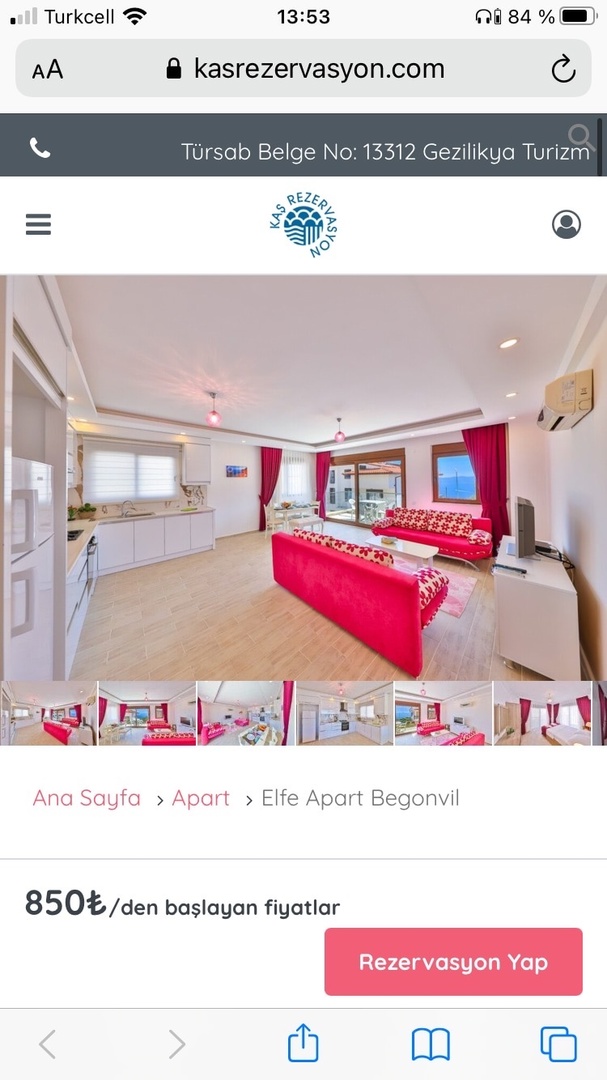 Turkcell 13:53 84 %
AA kasrezervasyon.com
Türsab Belge No: 13312 Gezilikya Turizm
KAŞ REZERVASYON
Ana Sayfa > Apart > Elfe Apart Begonvil
850₺/den başlayan fiyatlar
Rezervasyon Yap